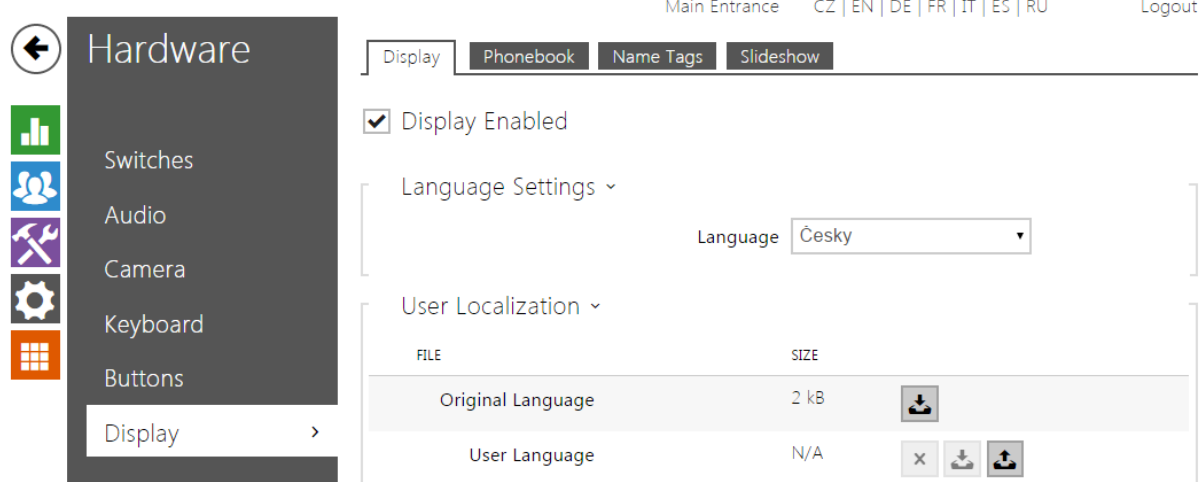 Main Entrance CZ | EN | DE | FR | IT | ES | RU Logout
Hardware
Display Phonebook Name Tags Slideshow
Display Enabled
Switches
Language Settings
Audio
Language Česky
Camera
User Localization
Keyboard
FILE SIZE
Buttons
Original Language 2 kB
Display
User Language N/A